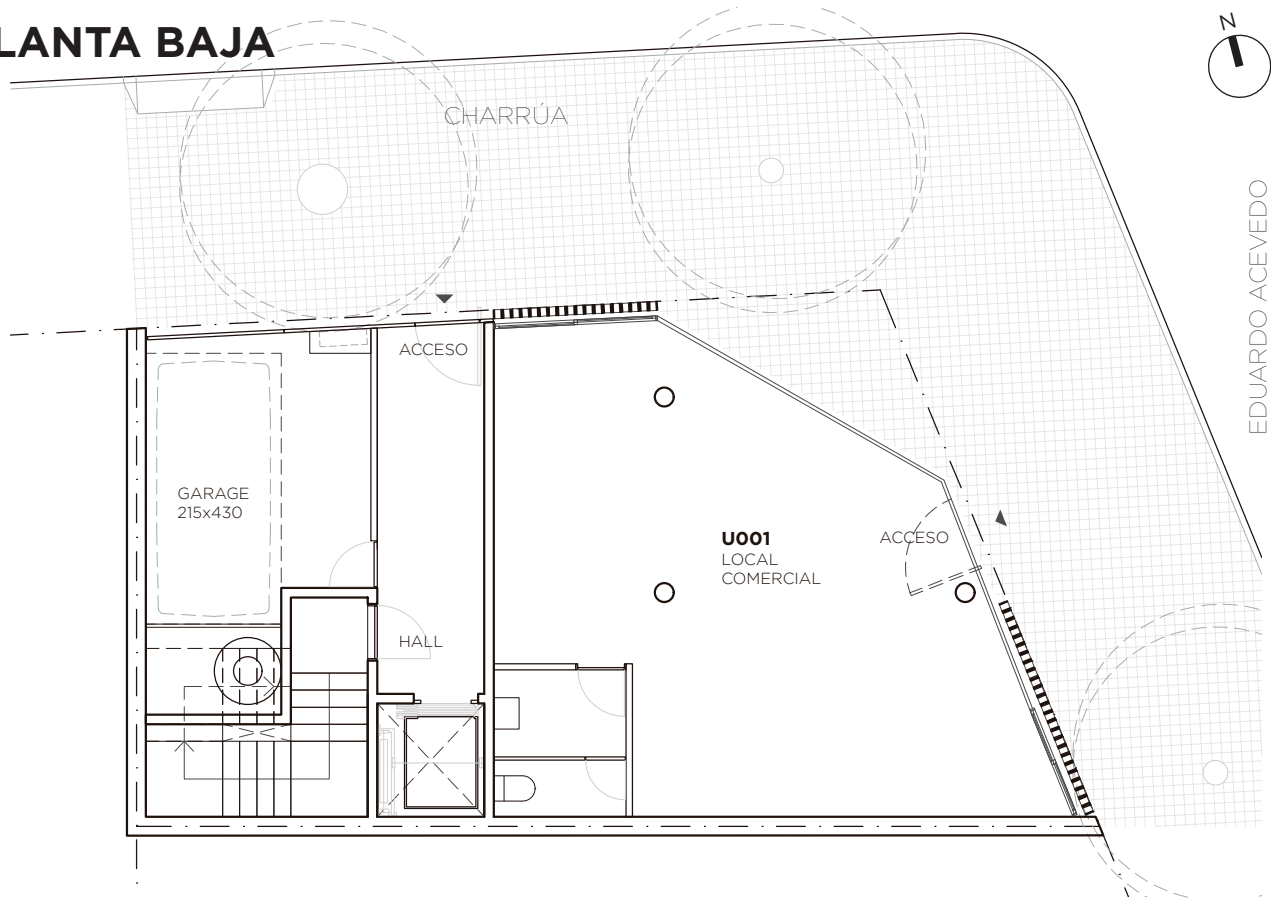 LANTA BAJA
N
CHARRÚA
EDUARDO ACEVEDO
ACCESO
GARAGE
215x430
U001
LOCAL
COMERCIAL
ACCESO
HALL